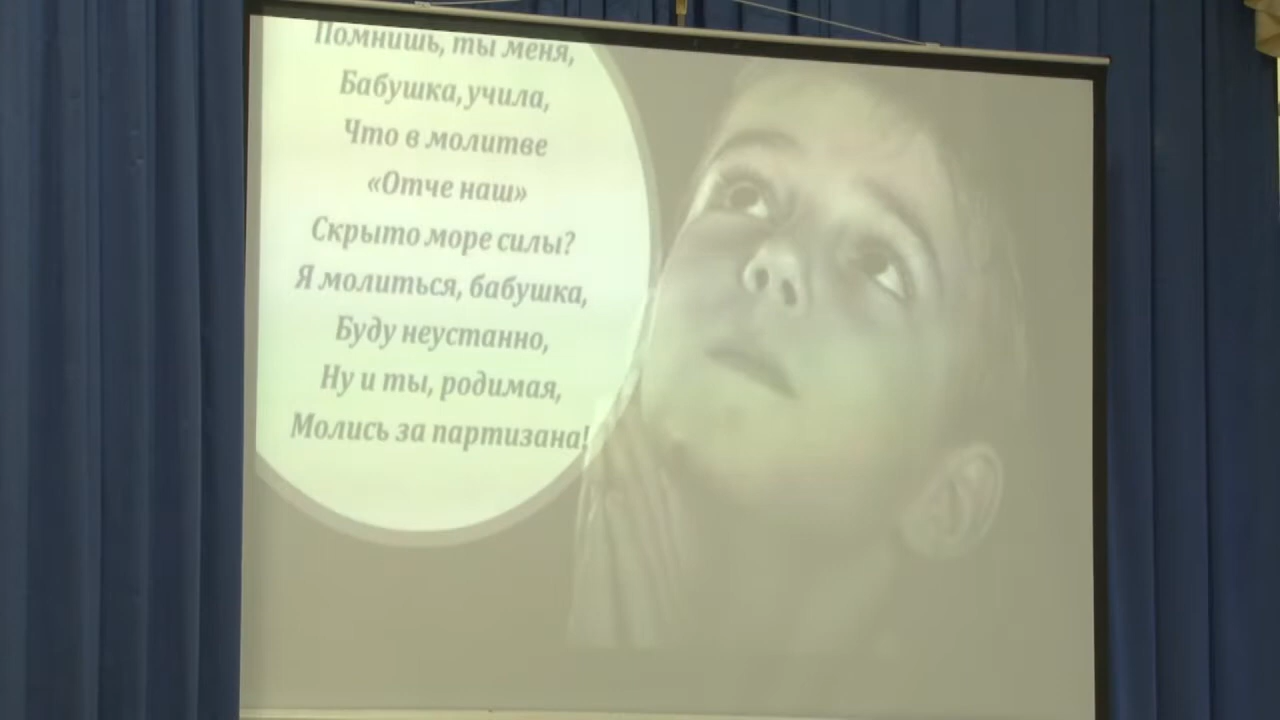 Помнишь, ты меня,
Бабушка, учила,
Что в молитве
«Отче наш»
Скрыто море силы?
Я молиться, бабушка,
Буду неустанно,
Ну и ты, родимая,
Молись за партизана!